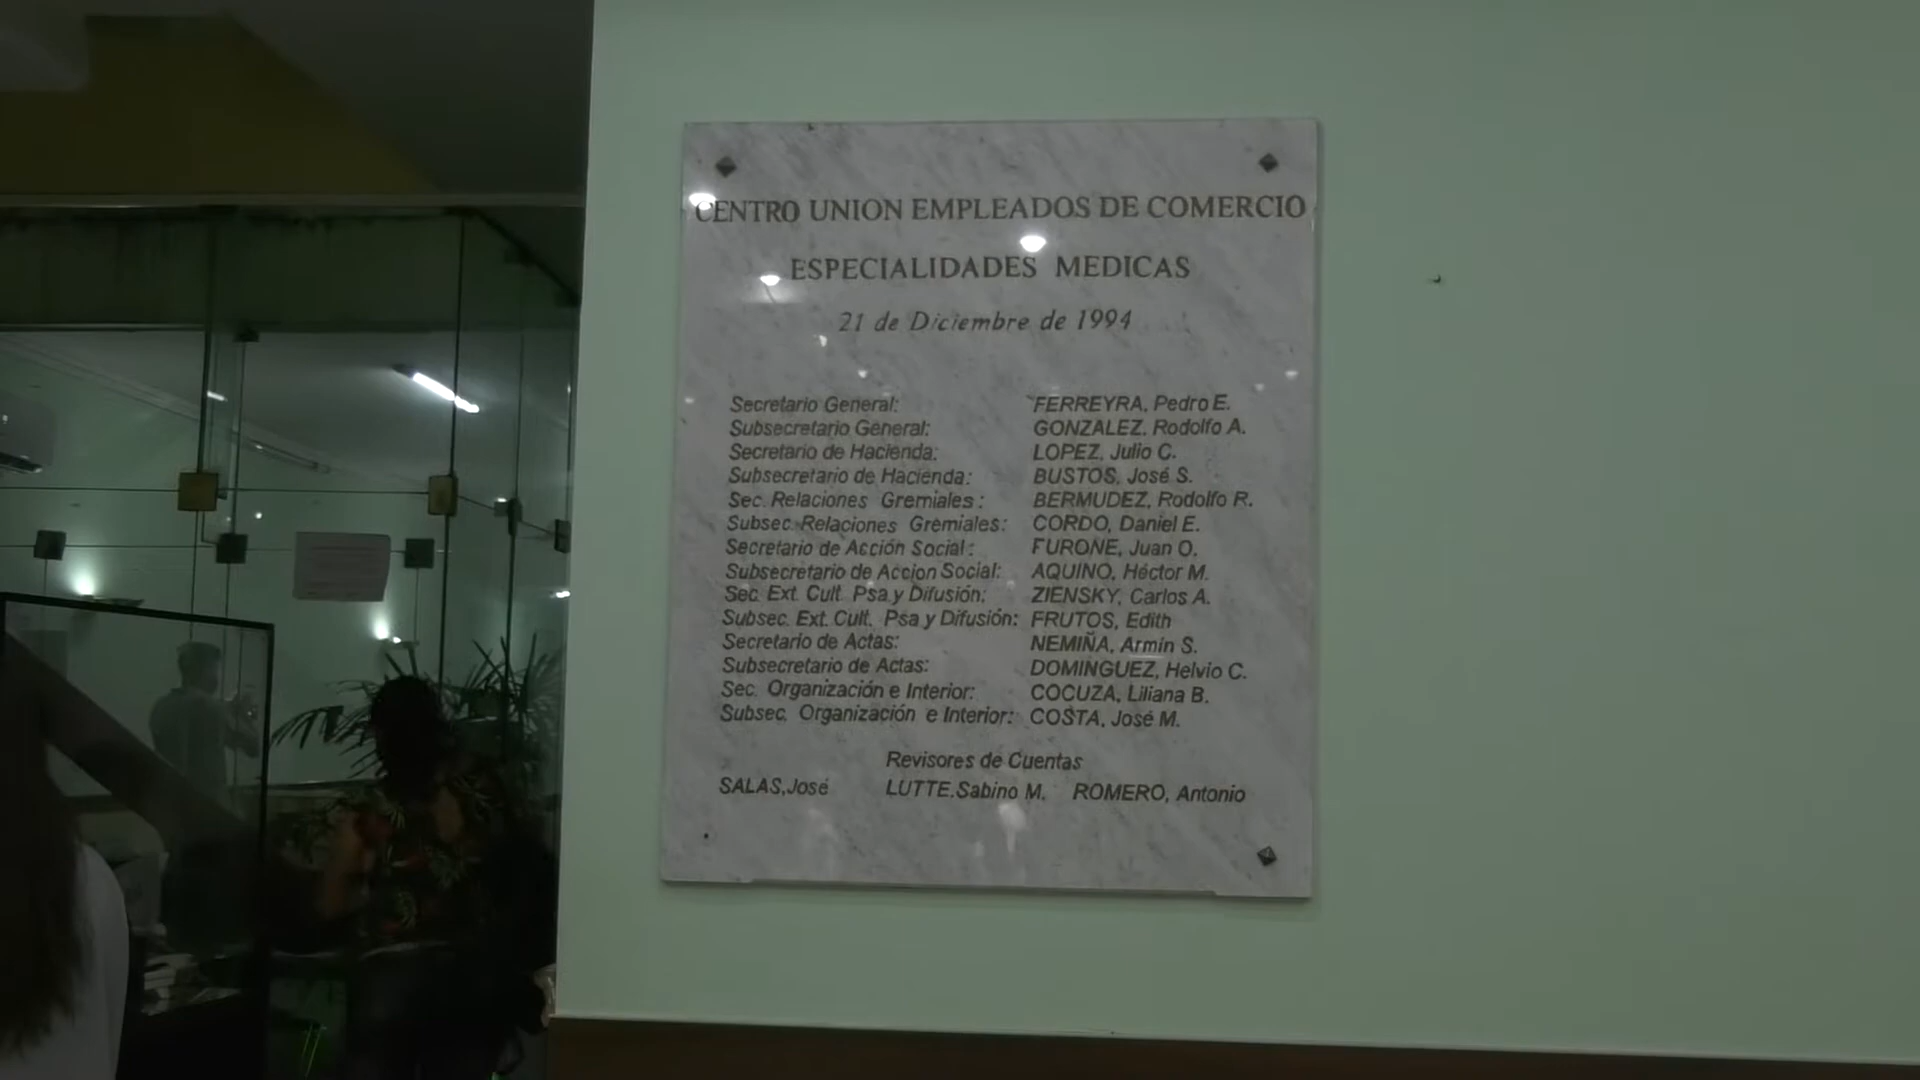 CENTRO UNION EMPLEADOS DE COMERCIO
ESPECIALIDADES MEDICAS
21 de Diciembre de 1994
Secretario General: FERREYRA, Pedro E.
Subsecretario General: GONZALEZ, Rodolfo A.
Secretario de Hacienda: LOPEZ, Julio C.
Subsecretario de Hacienda: BUSTOS, José S.
Sec. Relaciones Gremiales: BERMUDEZ, Rodolfo R.
Subsec. Relaciones Gremiales: CORDO, Daniel E.
Secretario de Acción Social: FURONE, Juan O.
Subsecretario de Accion Social: AQUINO, Héctor M.
Sec. Ext. Cult. Psa y Difusión: ZIENSKY, Carlos A.
Subsec. Ext. Cult. Psa y Difusión: FRUTOS, Edith
Secretario de Actas: NEMIÑA, Armin S.
Subsecretario de Actas: DOMINGUEZ, Helvio C.
Sec. Organización e Interior: COCUZA, Liliana B.
Subsec. Organización e Interior: COSTA, José M.
Revisores de Cuentas
SALAS,José LUTTE.Sabino M. ROMERO, Antonio